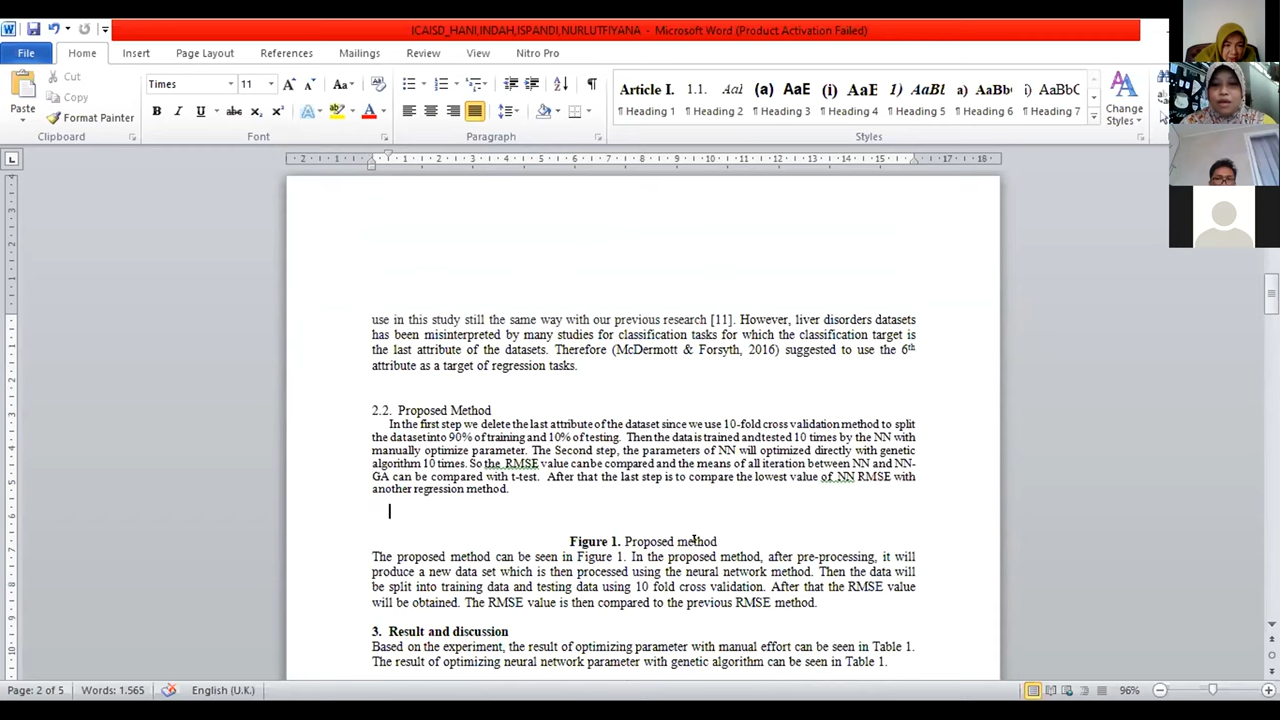 ICAISD_HANI,INDAH,ISPANDI,NURLUTFIYANA - Microsoft Word (Product Activation Failed)
File Home Insert Page Layout References Mailings Review View Nitro Pro
Paste
Cut
Copy
Format Painter
Clipboard
Times 11
Font
Paragraph
Article I. 1.1. Aa1 (a) AaE (i) AaE 1) AaBl a) AaBb (i) AaBb( i) AaBbC
¶ Heading 1 ¶ Heading 2 ¶ Heading 3 ¶ Heading 4 ¶ Heading 5 ¶ Heading 6 ¶ Heading 7
Styles
Change Styles
use in this study still the same way with our previous research [11]. However, liver disorders datasets
has been misinterpreted by many studies for classification tasks for which the classification target is
the last attribute of the datasets. Therefore (McDermott & Forsyth, 2016) suggested to use the 6th
attribute as a target of regression tasks.
2.2. Proposed Method
In the first step we delete the last attribute of the dataset since we use 10-fold cross validation method to split
the dataset into 90% of training and 10% of testing. Then the data is trained and tested 10 times by the NN with
manually optimize parameter. The Second step, the parameters of NN will optimized directly with genetic
algorithm 10 times. So the RMSE value can be compared and the means of all iteration between NN and NN-
GA can be compared with t-test. After that the last step is to compare the lowest value of NN RMSE with
another regression method.
Figure 1. Proposed method
The proposed method can be seen in Figure 1. In the proposed method, after pre-processing, it will
produce a new data set which is then processed using the neural network method. Then the data will
be split into training data and testing data using 10 fold cross validation. After that the RMSE value
will be obtained. The RMSE value is then compared to the previous RMSE method.
3. Result and discussion
Based on the experiment, the result of optimizing parameter with manual effort can be seen in Table 1.
The result of optimizing neural network parameter with genetic algorithm can be seen in Table 1.
Page: 2 of 5 Words: 1.565 English (U.K.) 96%